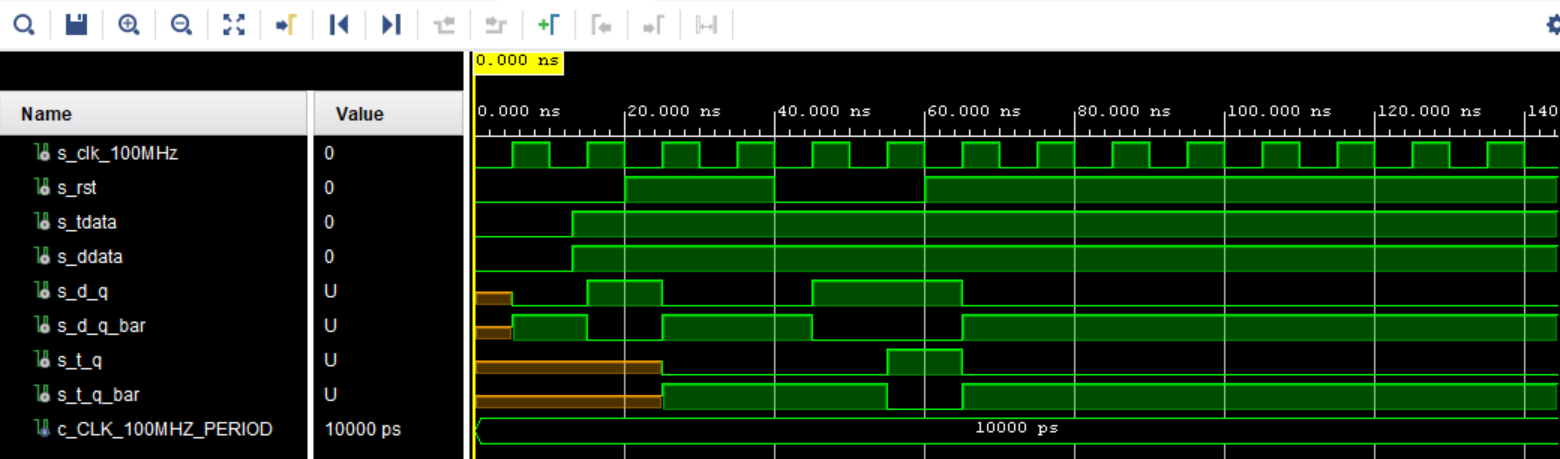 0.000 ns
0.000 ns 20.000 ns 40.000 ns 60.000 ns 80.000 ns 100.000 ns 120.000 ns 140
Name Value
s_clk_100MHz 0
s_rst 0
s_tdata 0
s_ddata 0
s_d_q U
s_d_q_bar U
s_t_q U
s_t_q_bar U
c_CLK_100MHZ_PERIOD 10000 ps 10000 ps